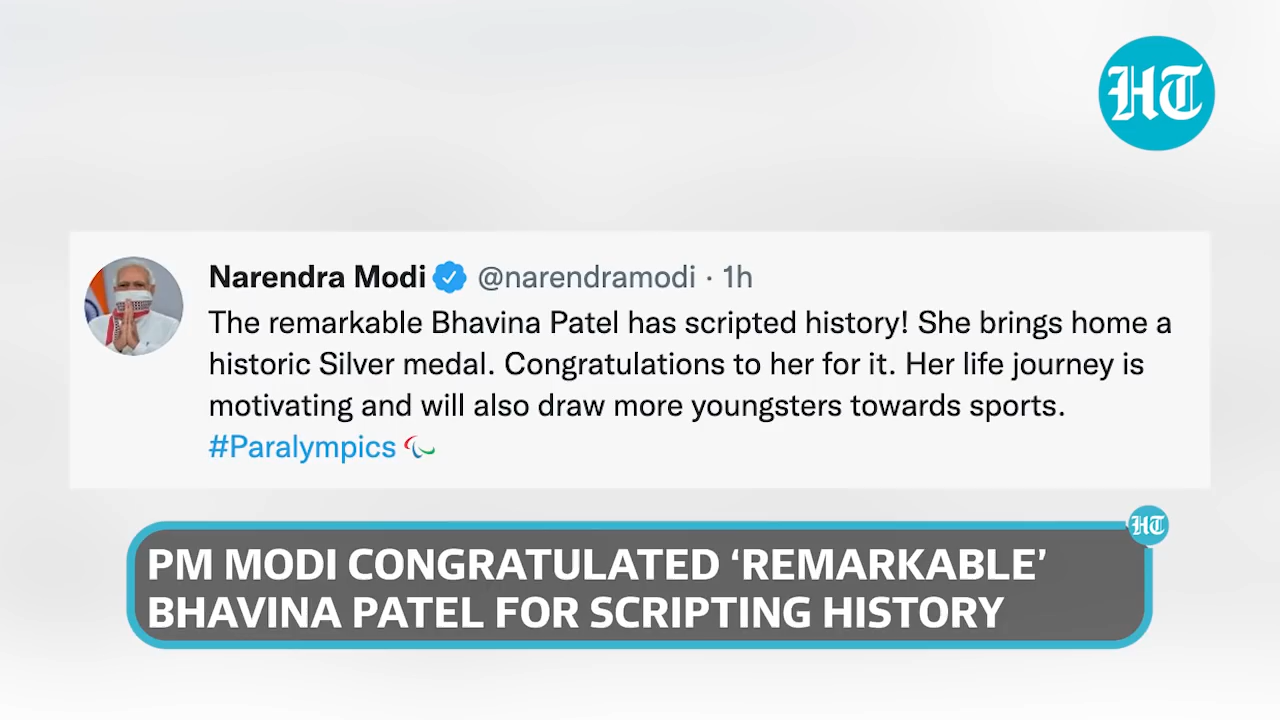 HT
Narendra Modi @narendramodi · 1h
The remarkable Bhavina Patel has scripted history! She brings home a
historic Silver medal. Congratulations to her for it. Her life journey is
motivating and will also draw more youngsters towards sports.
#Paralympics
HT
PM MODI CONGRATULATED ‘REMARKABLE’
BHAVINA PATEL FOR SCRIPTING HISTORY